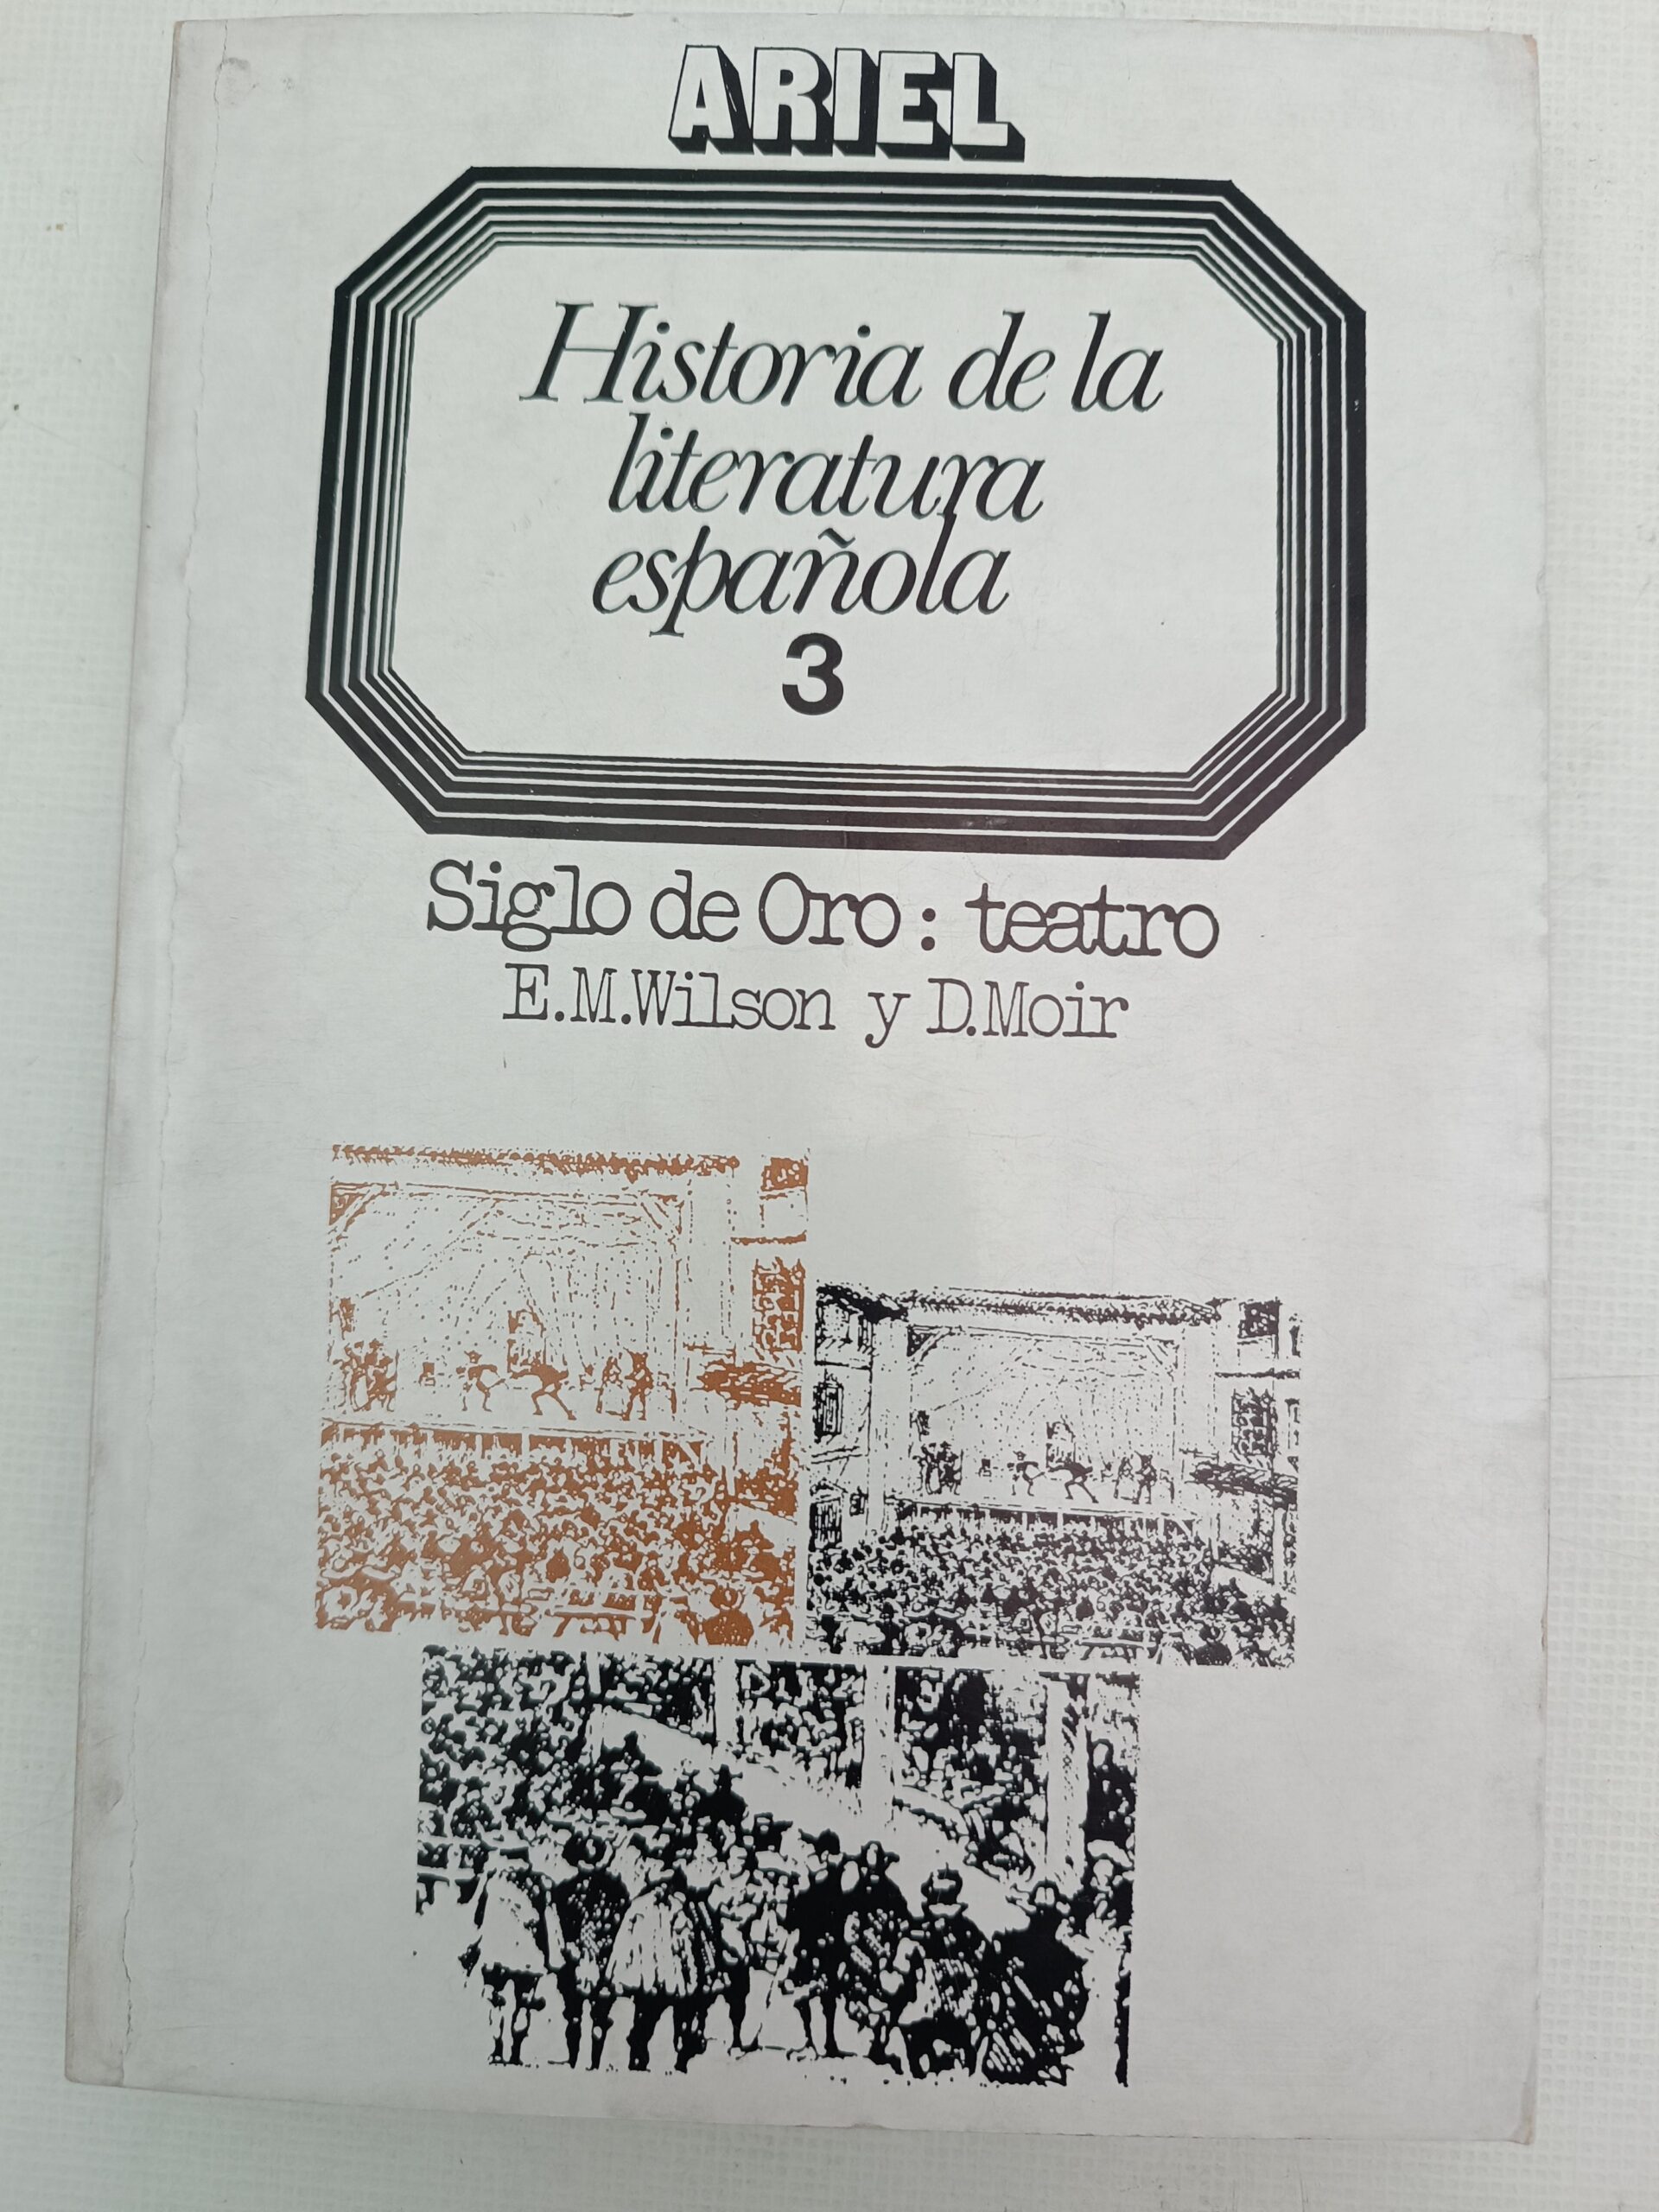 ARIEL
Historia de la
literatura
española
3
Siglo de Oro: teatro
E.M.Wilson y D.Moir